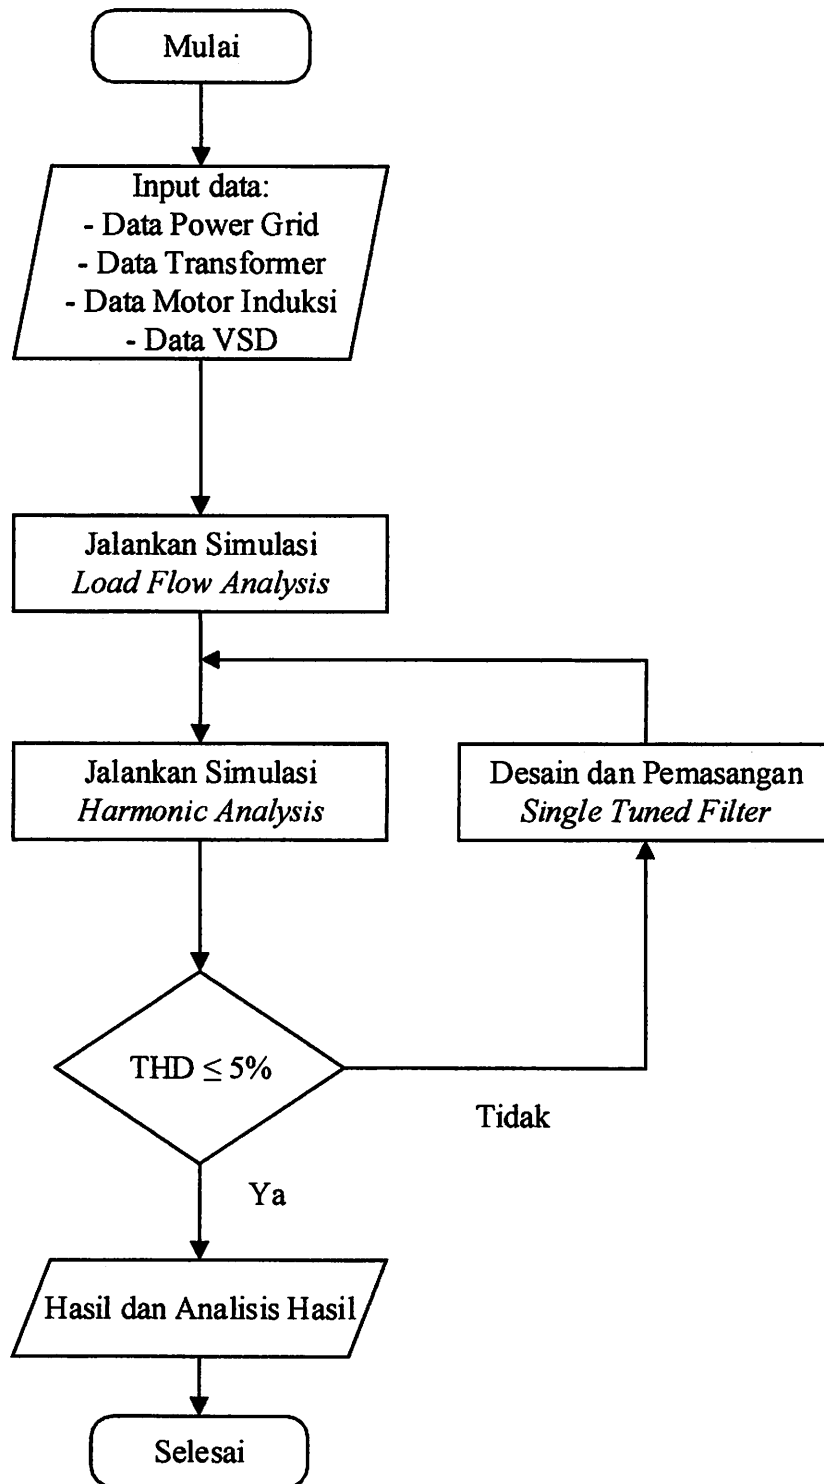 Mulai
Input data:
- Data Power Grid
- Data Transformer
- Data Motor Induksi
- Data VSD
Jalankan Simulasi
Load Flow Analysis
Jalankan Simulasi
Harmonic Analysis
Desain dan Pemasangan
Single Tuned Filter
THD ≤ 5%
Tidak
Ya
Hasil dan Analisis Hasil
Selesai